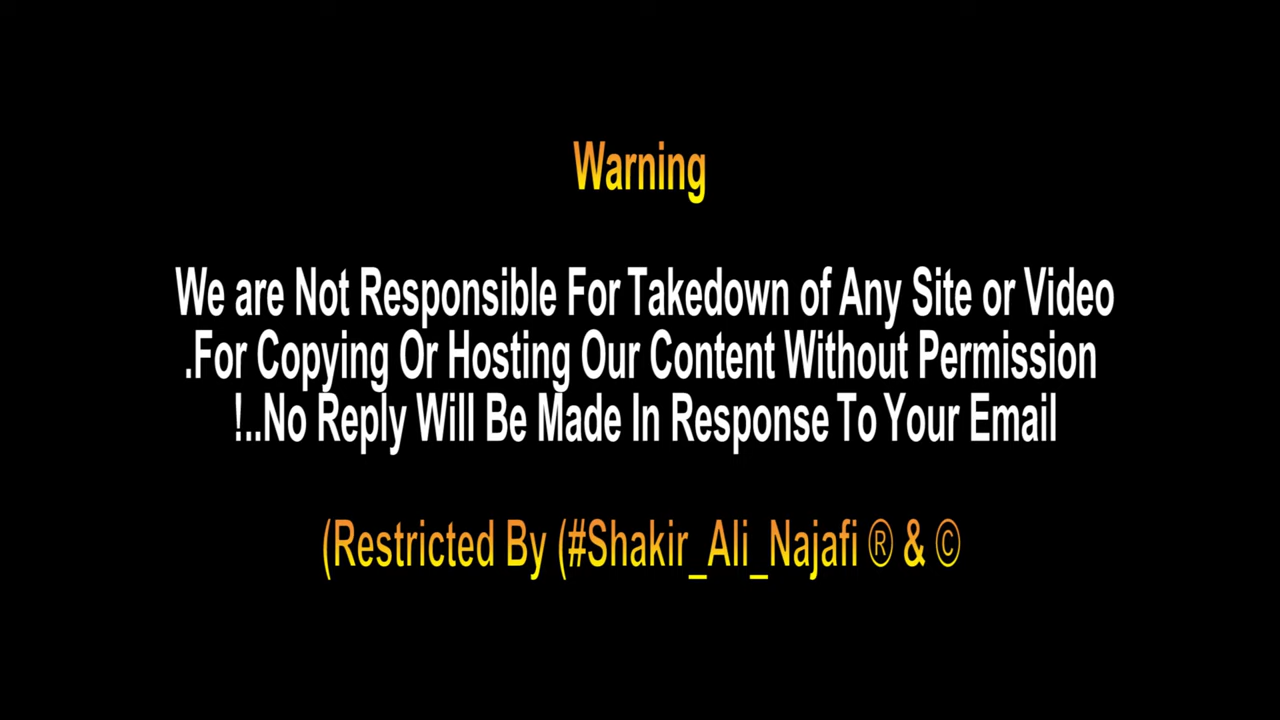 Warning
We are Not Responsible For Takedown of Any Site or Video
.For Copying Or Hosting Our Content Without Permission
!..No Reply Will Be Made In Response To Your Email
(Restricted By (#Shakir_Ali_Najafi ® & ©